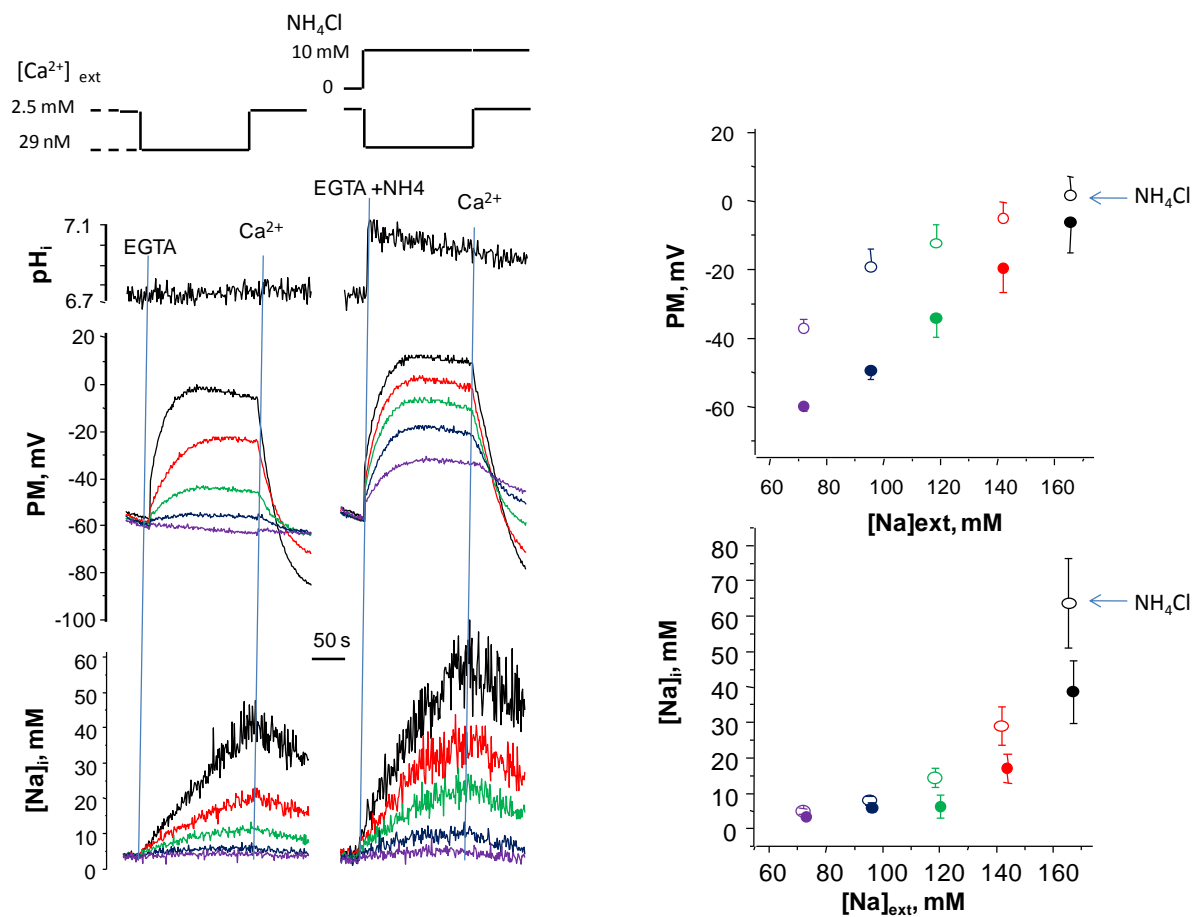 NH₄Cl
10 mM
0
[Ca²⁺] ext
2.5 mM
29 nM
EGTA
Ca²⁺
EGTA +NH4
Ca²⁺
7.1
6.7
pHᵢ
20
0
-20
-40
-60
-80
-100
PM, mV
50 s
60
50
40
30
20
10
0
[Na]ᵢ, mM
20
0
-20
-40
-60
PM, mV
NH₄Cl
60 80 100 120 140 160
[Na]ext, mM
80
70
60
50
40
30
20
10
0
[Na]ᵢ, mM
NH₄Cl
60 80 100 120 140 160
[Na]ext, mM